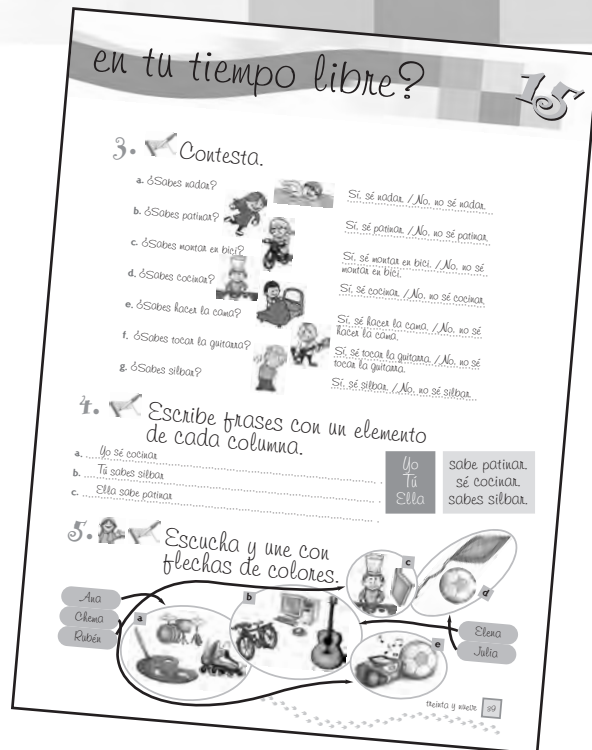 en tu tiempo libre?
15
3. Contesta.
a. ¿Sabes nadar?
Sí, sé nadar. / No, no sé nadar.
b. ¿Sabes patinar?
Sí, sé patinar. / No, no sé patinar.
c. ¿Sabes montar en bici?
Sí, sé montar en bici. / No, no sé
montar en bici.
d. ¿Sabes cocinar?
Sí, sé cocinar. / No, no sé cocinar.
e. ¿Sabes hacer la cama?
Sí, sé hacer la cama. / No, no sé
hacer la cama.
f. ¿Sabes tocar la guitarra?
Sí, sé tocar la guitarra. / No, no sé
tocar la guitarra.
g. ¿Sabes silbar?
Sí, sé silbar. / No, no sé silbar.
4. Escribe frases con un elemento
de cada columna.
a. Yo sé cocinar.
b. Tú sabes silbar.
c. Ella sabe patinar.
Yo
Tú
Ella
sabe patinar.
sé cocinar.
sabes silbar.
5. Escucha y une con
flechas de colores.
Ana
Chema
Rubén
a
b
c
d
e
Elena
Julia
treinta y nueve 39